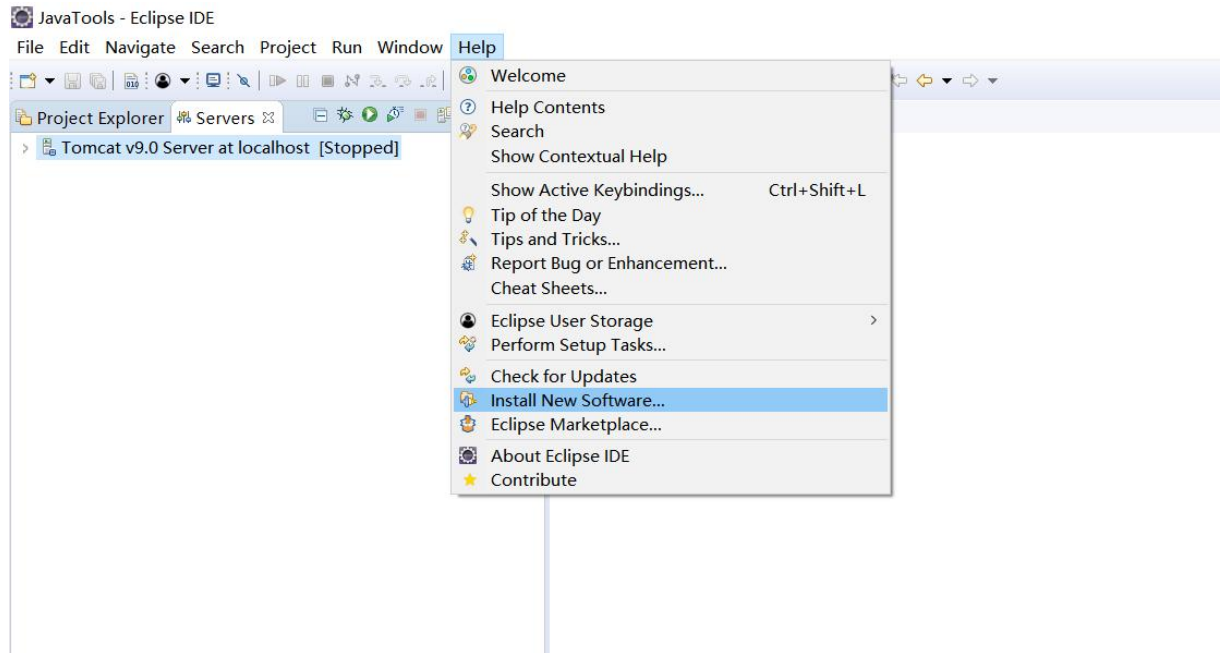 JavaTools - Eclipse IDE
File Edit Navigate Search Project Run Window Help
Project Explorer Servers
Tomcat v9.0 Server at localhost [Stopped]
Welcome
Help Contents
Search
Show Contextual Help
Show Active Keybindings... Ctrl+Shift+L
Tip of the Day
Tips and Tricks...
Report Bug or Enhancement...
Cheat Sheets...
Eclipse User Storage
Perform Setup Tasks...
Check for Updates
Install New Software...
Eclipse Marketplace...
About Eclipse IDE
Contribute